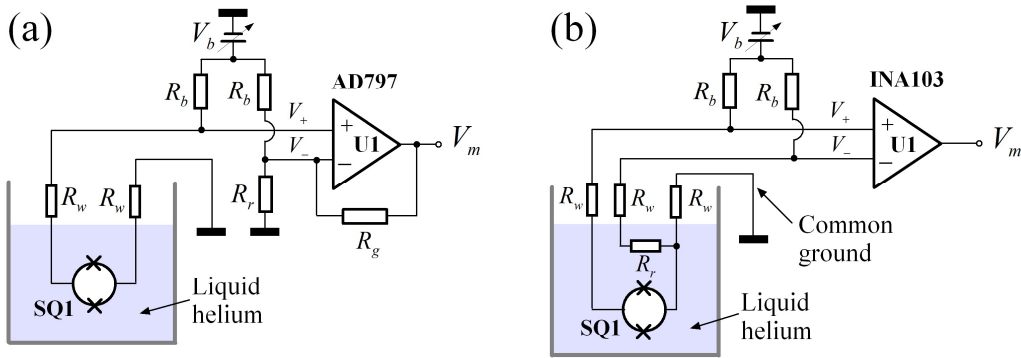 (a)
V_b
R_b
R_b
AD797
V_+
V_−
+
−
U1
V_m
R_w
R_w
R_r
R_g
SQ1
Liquid
helium
(b)
V_b
R_b
R_b
INA103
V_+
V_−
+
−
U1
V_m
R_w
R_w
R_w
R_r
Common
ground
SQ1
Liquid
helium